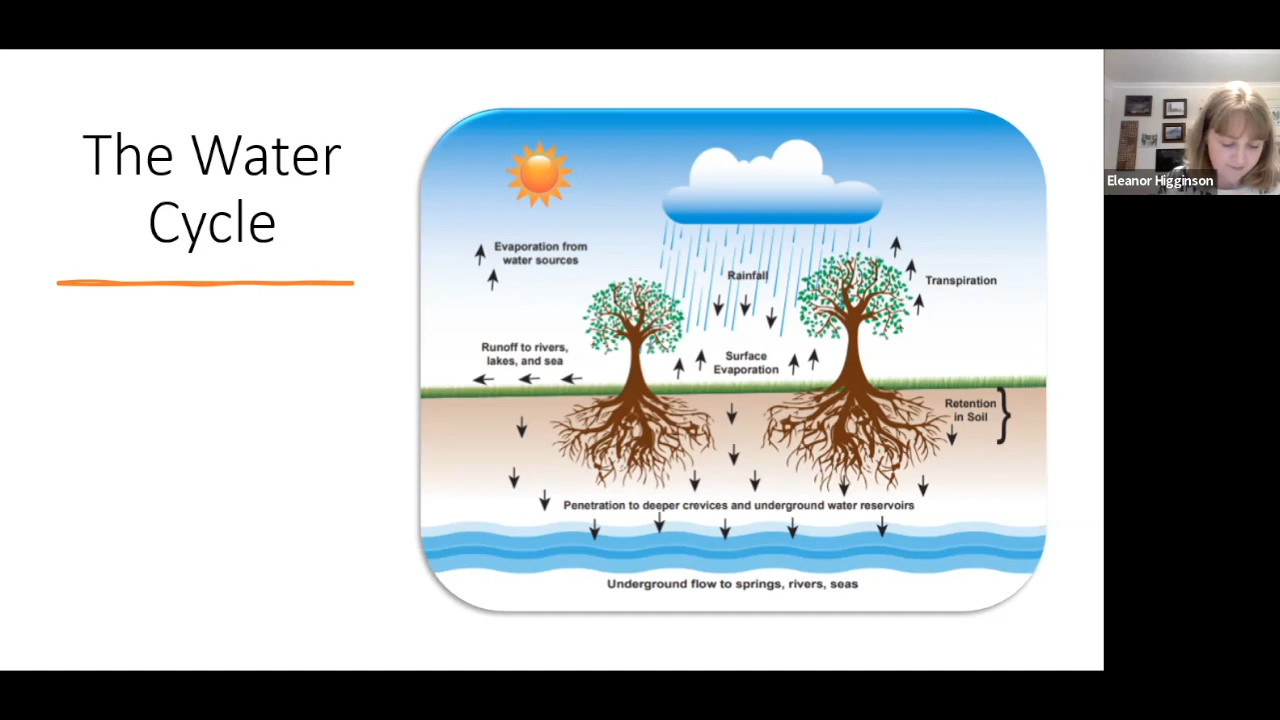 The Water
Cycle
Evaporation from
water sources
Rainfall
Transpiration
Runoff to rivers,
lakes, and sea
Surface
Evaporation
Retention
in Soil
Penetration to deeper crevices and underground water reservoirs
Underground flow to springs, rivers, seas
Eleanor Higginson